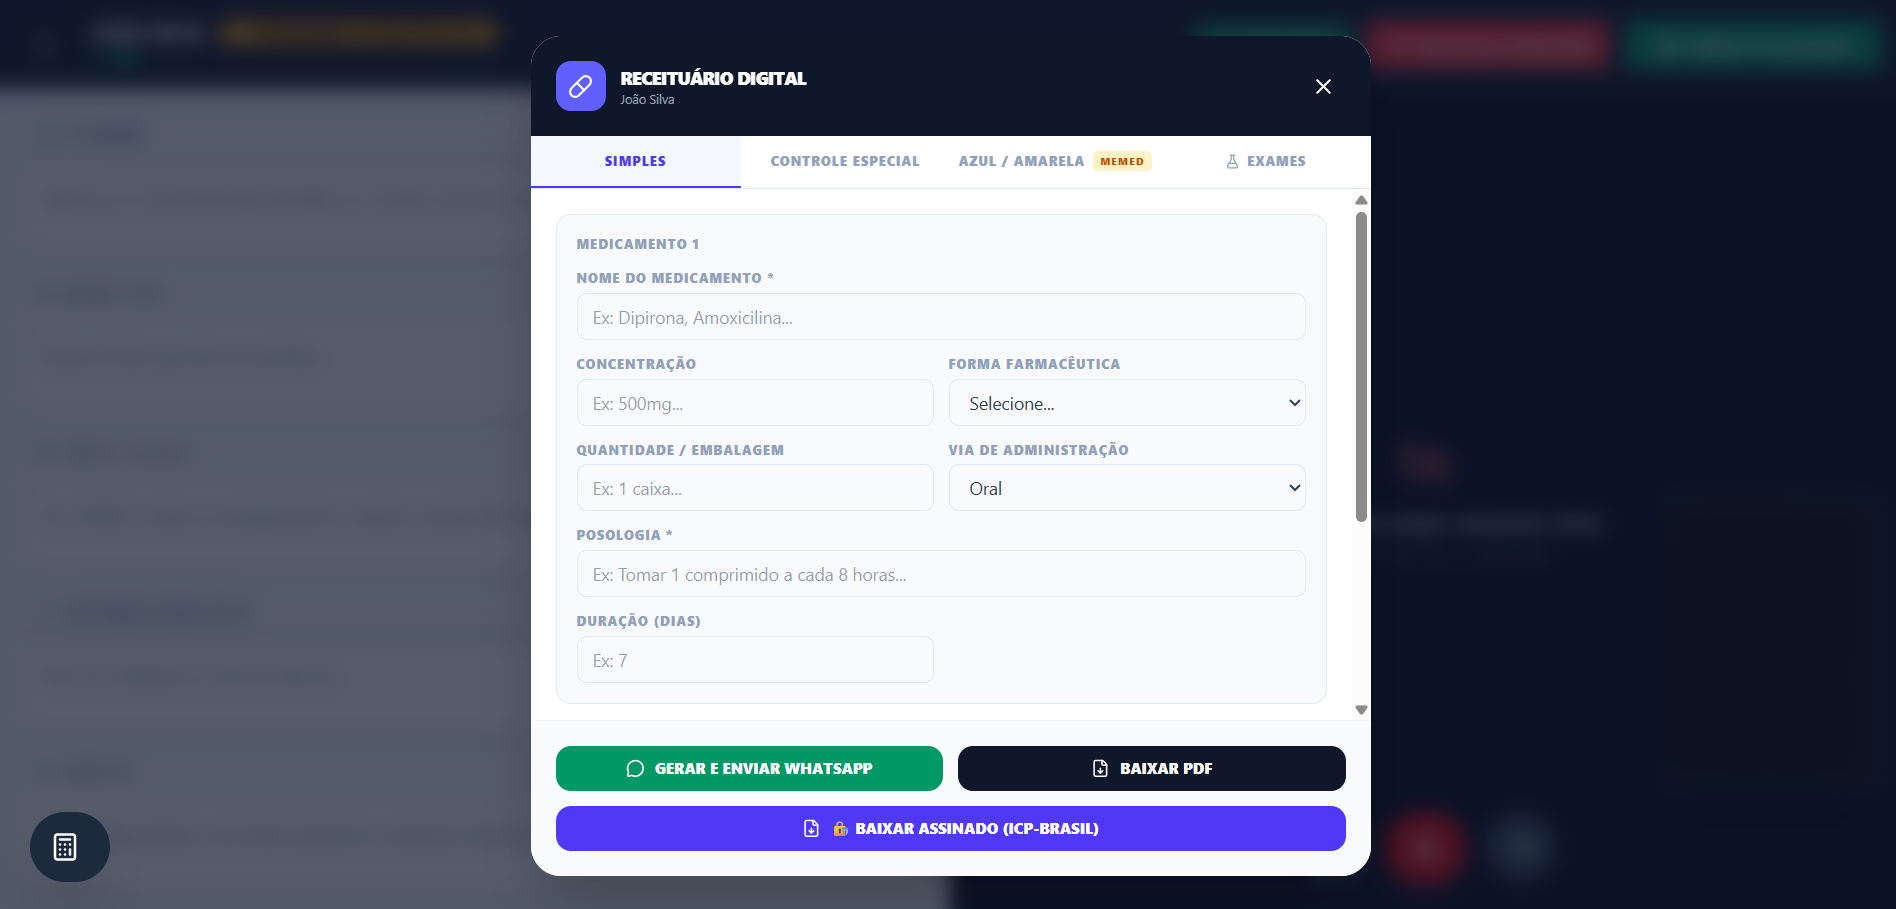 RECEITUÁRIO DIGITAL
João Silva
SIMPLES
CONTROLE ESPECIAL
AZUL / AMARELA MEMED
EXAMES
MEDICAMENTO 1
NOME DO MEDICAMENTO *
Ex: Dipirona, Amoxicilina...
CONCENTRAÇÃO
FORMA FARMACÊUTICA
Ex: 500mg...
Selecione...
QUANTIDADE / EMBALAGEM
VIA DE ADMINISTRAÇÃO
Ex: 1 caixa...
Oral
POSOLOGIA *
Ex: Tomar 1 comprimido a cada 8 horas...
DURAÇÃO (DIAS)
Ex: 7
GERAR E ENVIAR WHATSAPP
BAIXAR PDF
BAIXAR ASSINADO (ICP-BRASIL)